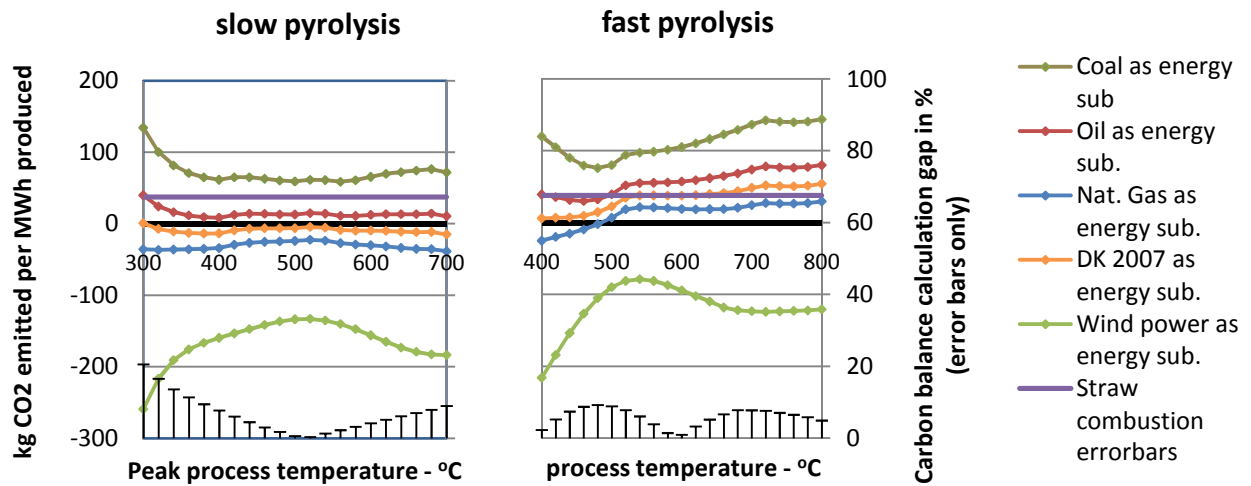 slow pyrolysis
fast pyrolysis
kg CO2 emitted per MWh produced
200
100
0
-100
-200
-300
300
400
500
600
700
Peak process temperature - ºC
400
500
600
700
800
process temperature - ºC
100
80
60
40
20
0
Carbon balance calculation gap in %
(error bars only)
Coal as energy
sub
Oil as energy
sub.
Nat. Gas as
energy sub.
DK 2007 as
energy sub.
Wind power as
energy sub.
Straw
combustion
errorbars